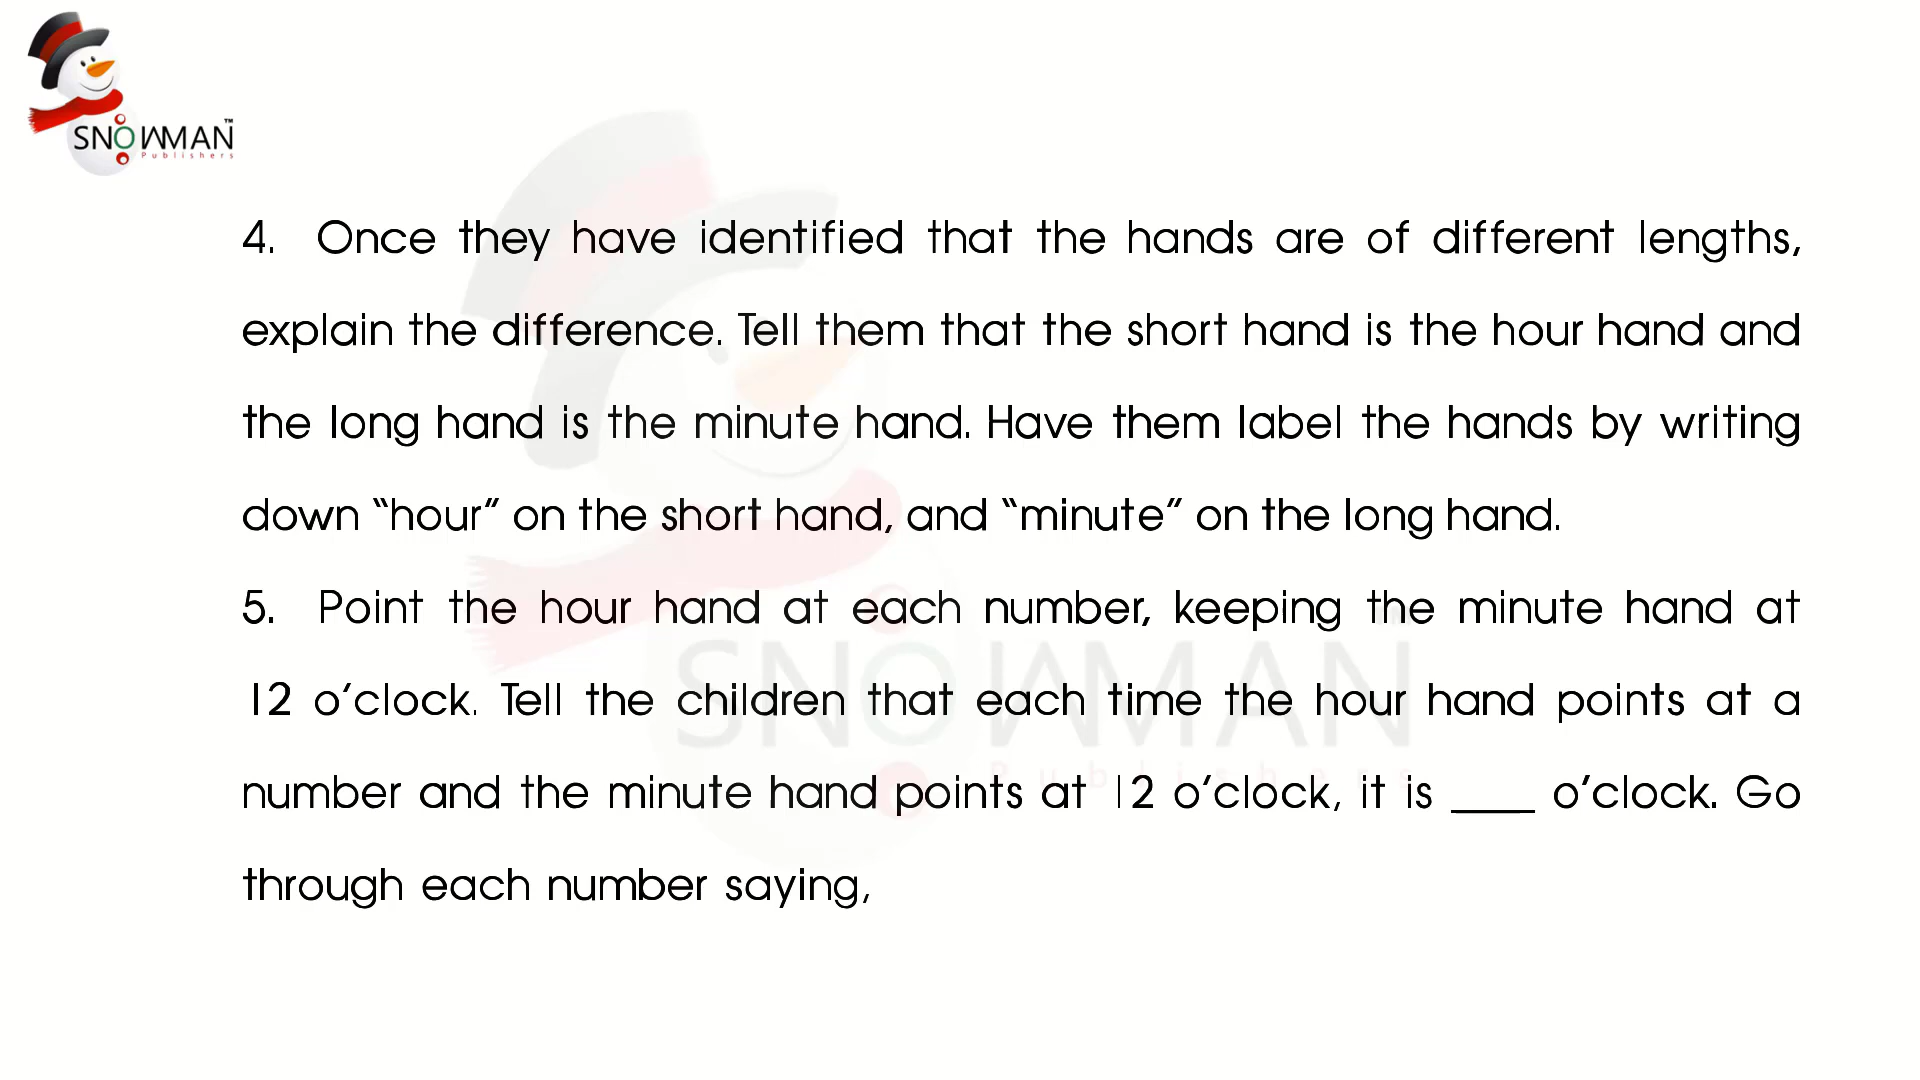 SNOWMAN™
Publishers
4. Once they have identified that the hands are of different lengths,
explain the difference. Tell them that the short hand is the hour hand and
the long hand is the minute hand. Have them label the hands by writing
down “hour” on the short hand, and “minute” on the long hand.
5. Point the hour hand at each number, keeping the minute hand at
12 o’clock. Tell the children that each time the hour hand points at a
number and the minute hand points at 12 o’clock, it is ____ o’clock. Go
through each number saying,
SNOWMAN
Publishers